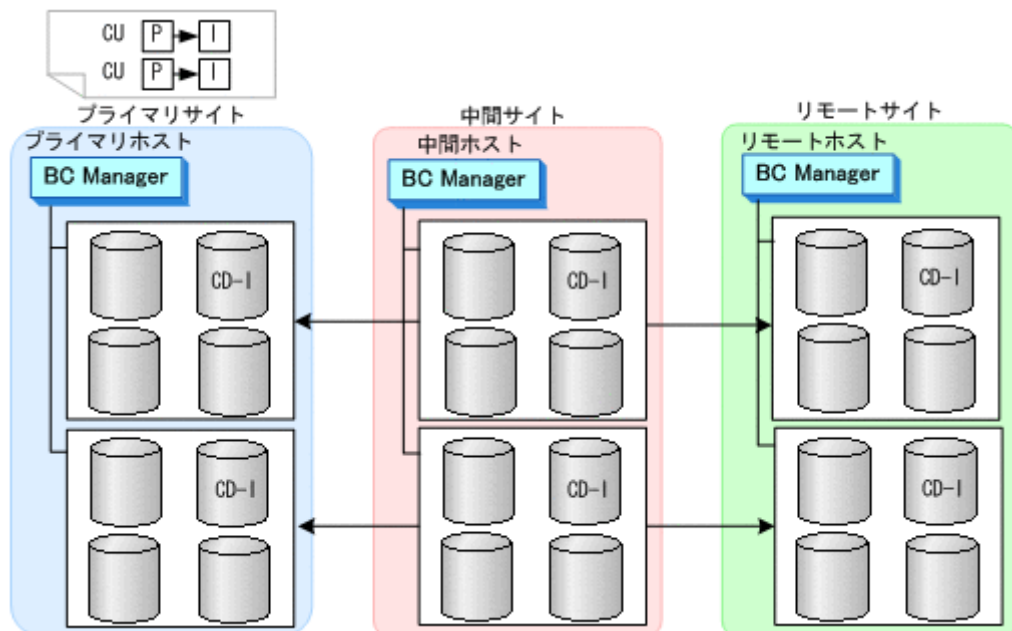 CU P I
CU P I
プライマリサイト
中間サイト
リモートサイト
プライマリホスト
中間ホスト
リモートホスト
BC Manager
BC Manager
BC Manager
CD-I
CD-I
CD-I
CD-I
CD-I
CD-I